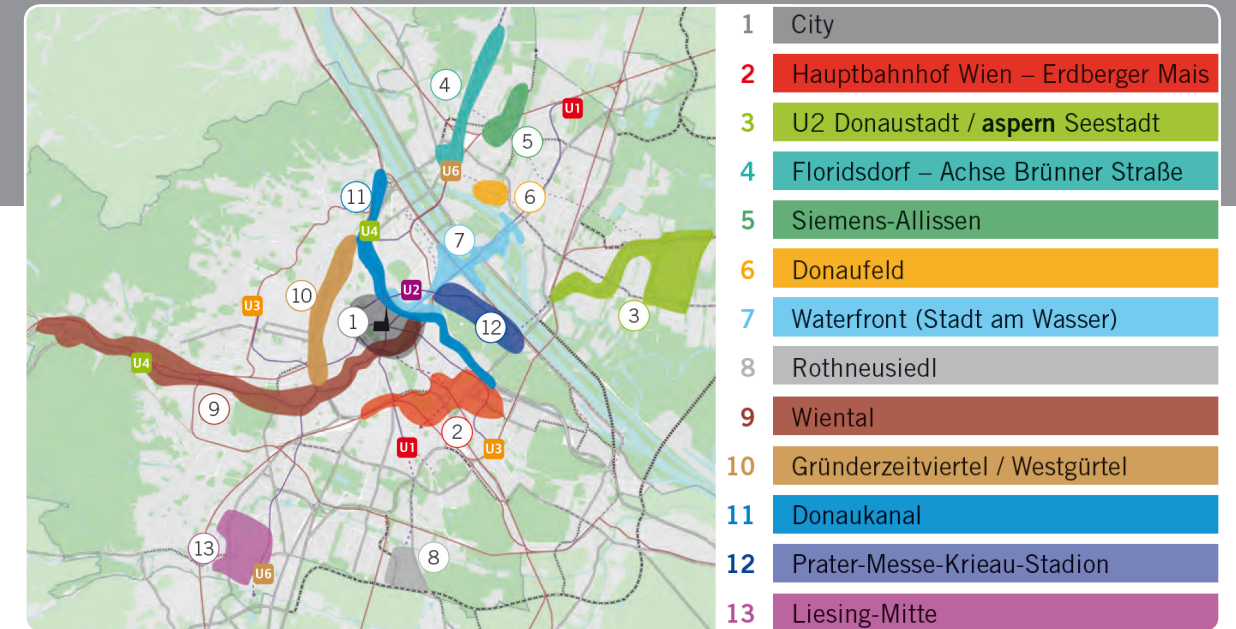 4
U1
5
U6
11
6
U4
7
10
U2
U3
3
1
12
U4
9
2
U1
U3
13
8
U6
1 City
2 Hauptbahnhof Wien – Erdberger Mais
3 U2 Donaustadt / aspern Seestadt
4 Floridsdorf – Achse Brünner Straße
5 Siemens-Allissen
6 Donaufeld
7 Waterfront (Stadt am Wasser)
8 Rothneusiedl
9 Wiental
10 Gründerzeitviertel / Westgürtel
11 Donaukanal
12 Prater-Messe-Krieau-Stadion
13 Liesing-Mitte